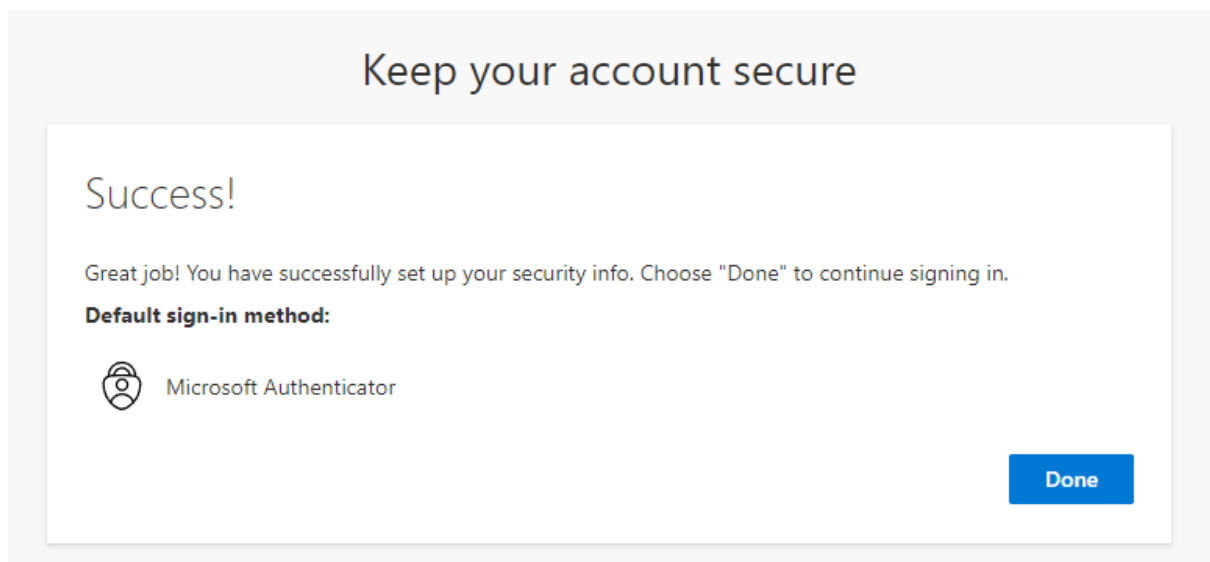 Keep your account secure
Success!
Great job! You have successfully set up your security info. Choose "Done" to continue signing in.
Default sign-in method:
Microsoft Authenticator
Done